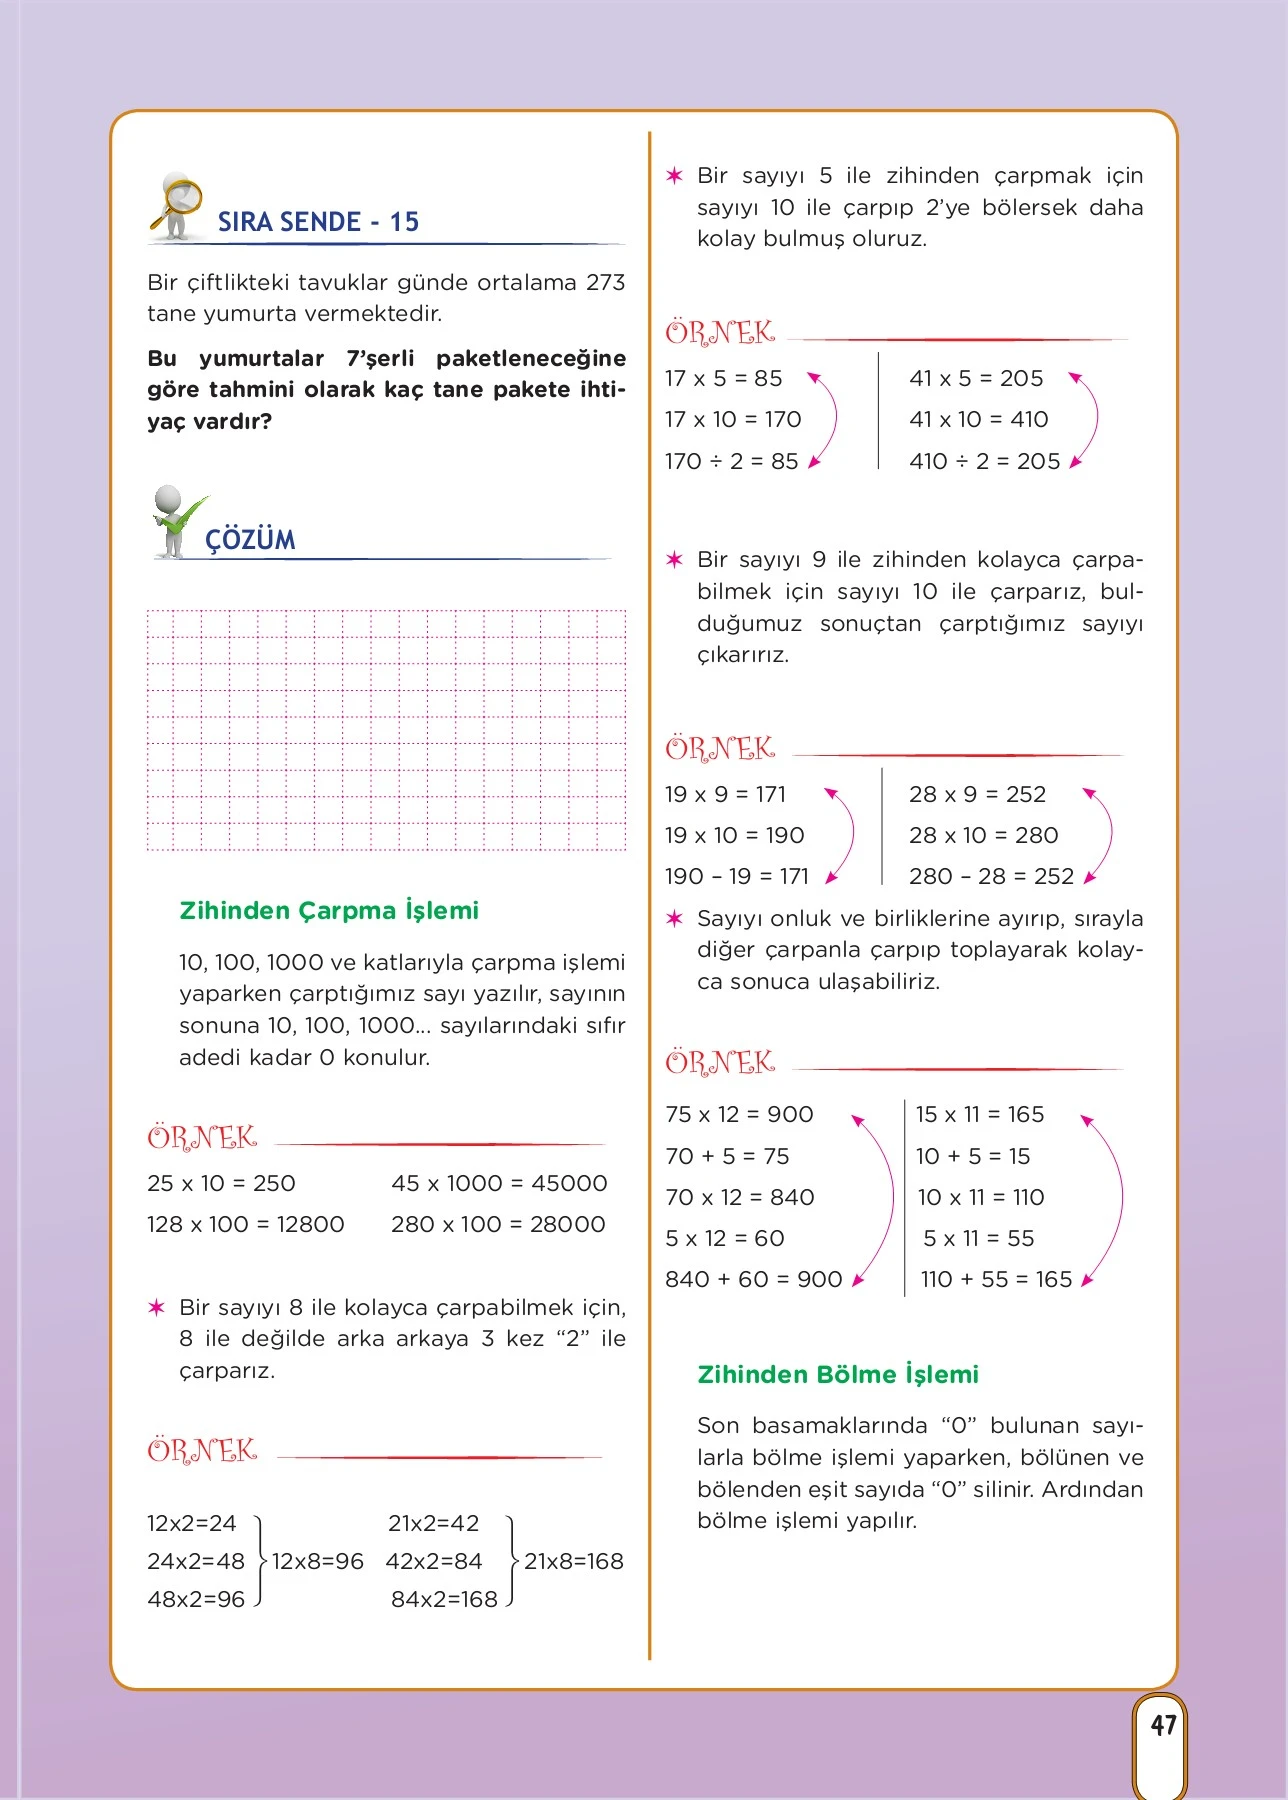 SIRA SENDE - 15
Bir çiftlikteki tavuklar günde ortalama 273
tane yumurta vermektedir.
Bu yumurtalar 7’şerli paketleneceğine
göre tahmini olarak kaç tane pakete ihti-
yaç vardır?
ÇÖZÜM
Zihinden Çarpma İşlemi
10, 100, 1000 ve katlarıyla çarpma işlemi
yaparken çarptığımız sayı yazılır, sayının
sonuna 10, 100, 1000... sayılarındaki sıfır
adedi kadar 0 konulur.
ÖRNEK
25 x 10 = 250 45 x 1000 = 45000
128 x 100 = 12800 280 x 100 = 28000
✶ Bir sayıyı 8 ile kolayca çarpabilmek için,
8 ile değilde arka arkaya 3 kez “2” ile
çarparız.
ÖRNEK
12x2=24 21x2=42
24x2=48 12x8=96 42x2=84 21x8=168
48x2=96 84x2=168
✶ Bir sayıyı 5 ile zihinden çarpmak için
sayıyı 10 ile çarpıp 2’ye bölersek daha
kolay bulmuş oluruz.
ÖRNEK
17 x 5 = 85 41 x 5 = 205
17 x 10 = 170 41 x 10 = 410
170 ÷ 2 = 85 410 ÷ 2 = 205
✶ Bir sayıyı 9 ile zihinden kolayca çarpa-
bilmek için sayıyı 10 ile çarparız, bul-
duğumuz sonuçtan çarptığımız sayıyı
çıkarırız.
ÖRNEK
19 x 9 = 171 28 x 9 = 252
19 x 10 = 190 28 x 10 = 280
190 – 19 = 171 280 – 28 = 252
✶ Sayıyı onluk ve birliklerine ayırıp, sırayla
diğer çarpanla çarpıp toplayarak kolay-
ca sonuca ulaşabiliriz.
ÖRNEK
75 x 12 = 900 15 x 11 = 165
70 + 5 = 75 10 + 5 = 15
70 x 12 = 840 10 x 11 = 110
5 x 12 = 60 5 x 11 = 55
840 + 60 = 900 110 + 55 = 165
Zihinden Bölme İşlemi
Son basamaklarında “0” bulunan sayı-
larla bölme işlemi yaparken, bölünen ve
bölenden eşit sayıda “0” silinir. Ardından
bölme işlemi yapılır.
47